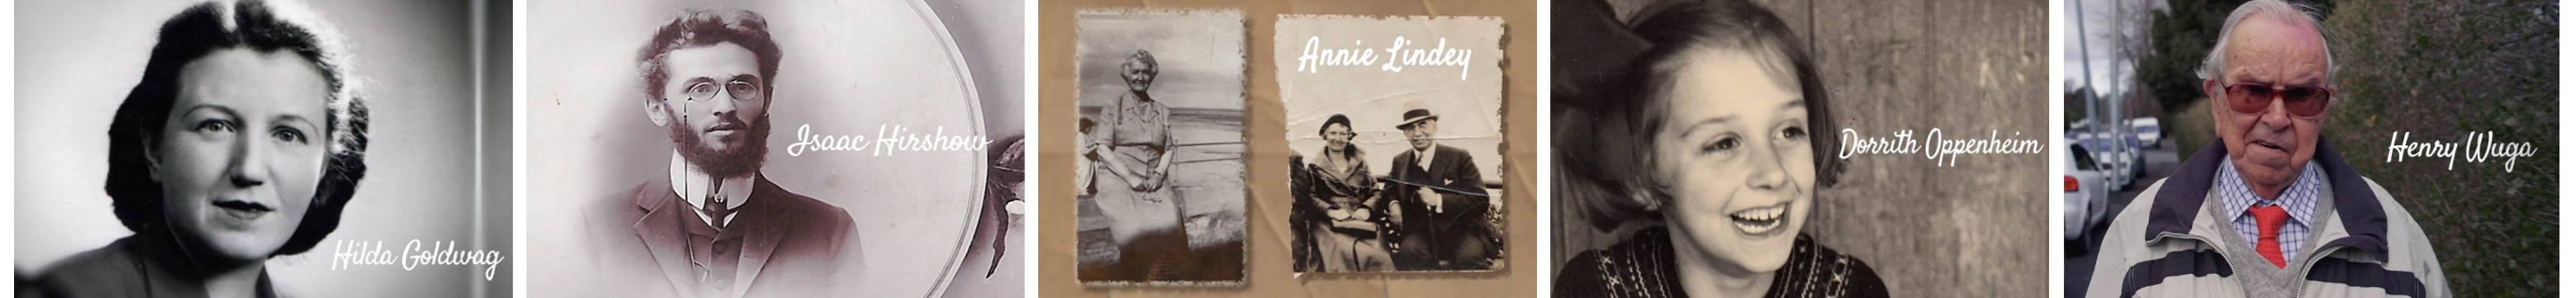 Hilda Goldwag
Isaac Hirshow
Annie Lindey
Dorrith Oppenheim
Henry Wuga